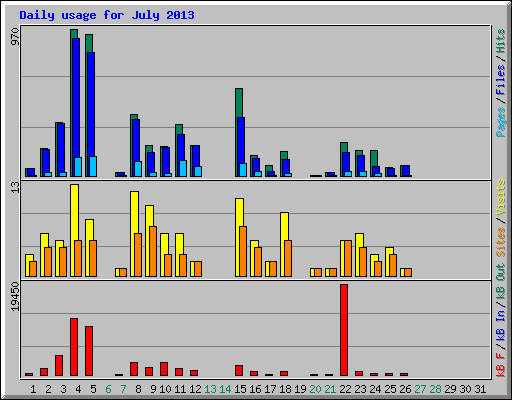 Daily usage for July 2013
970
Pages / Files / Hits
13
Sites / Visits
19450
kB F / kB In / kB Out
1 2 3 4 5 6 7 8 9 10 11 12 13 14 15 16 17 18 19 20 21 22 23 24 25 26 27 28 29 30 31